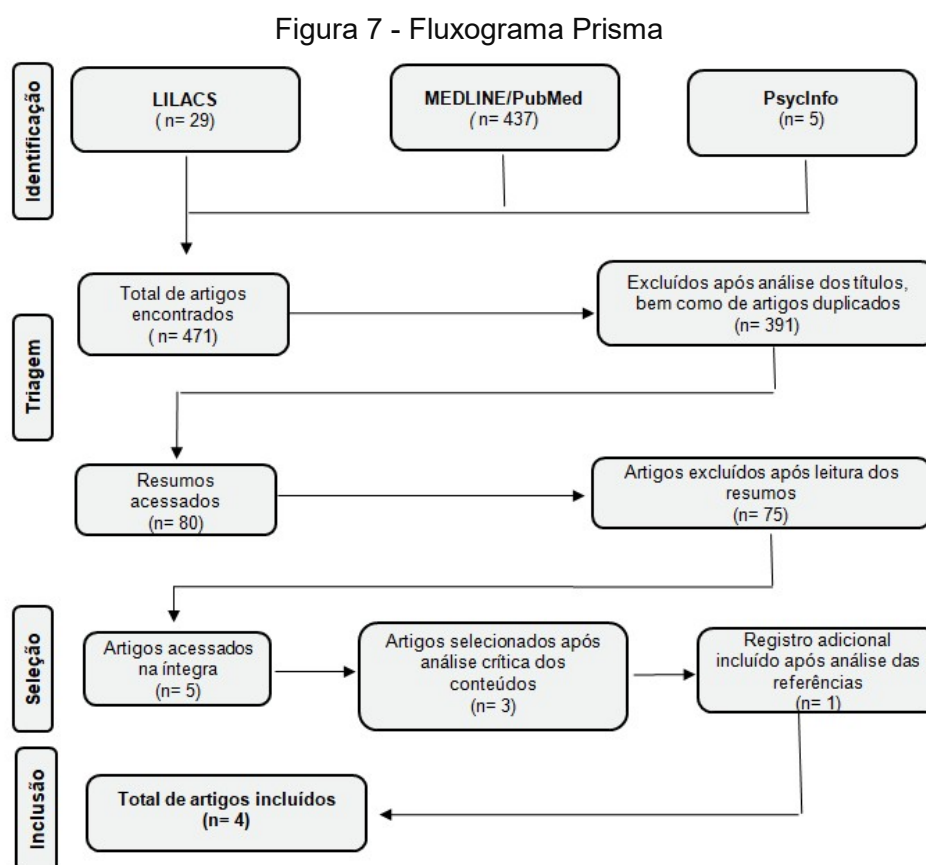 Figura 7 - Fluxograma Prisma
Identificação
LILACS
( n= 29)
MEDLINE/PubMed
( n= 437)
PsycInfo
(n= 5)
Triagem
Total de artigos
encontrados
( n= 471)
Excluídos após análise dos títulos,
bem como de artigos duplicados
(n= 391)
Resumos
acessados
(n= 80)
Artigos excluídos após leitura dos
resumos
(n= 75)
Seleção
Artigos acessados
na íntegra
(n= 5)
Artigos selecionados após
análise crítica dos
conteúdos
(n= 3)
Registro adicional
incluído após análise das
referências
(n= 1)
Inclusão
Total de artigos incluídos
(n= 4)